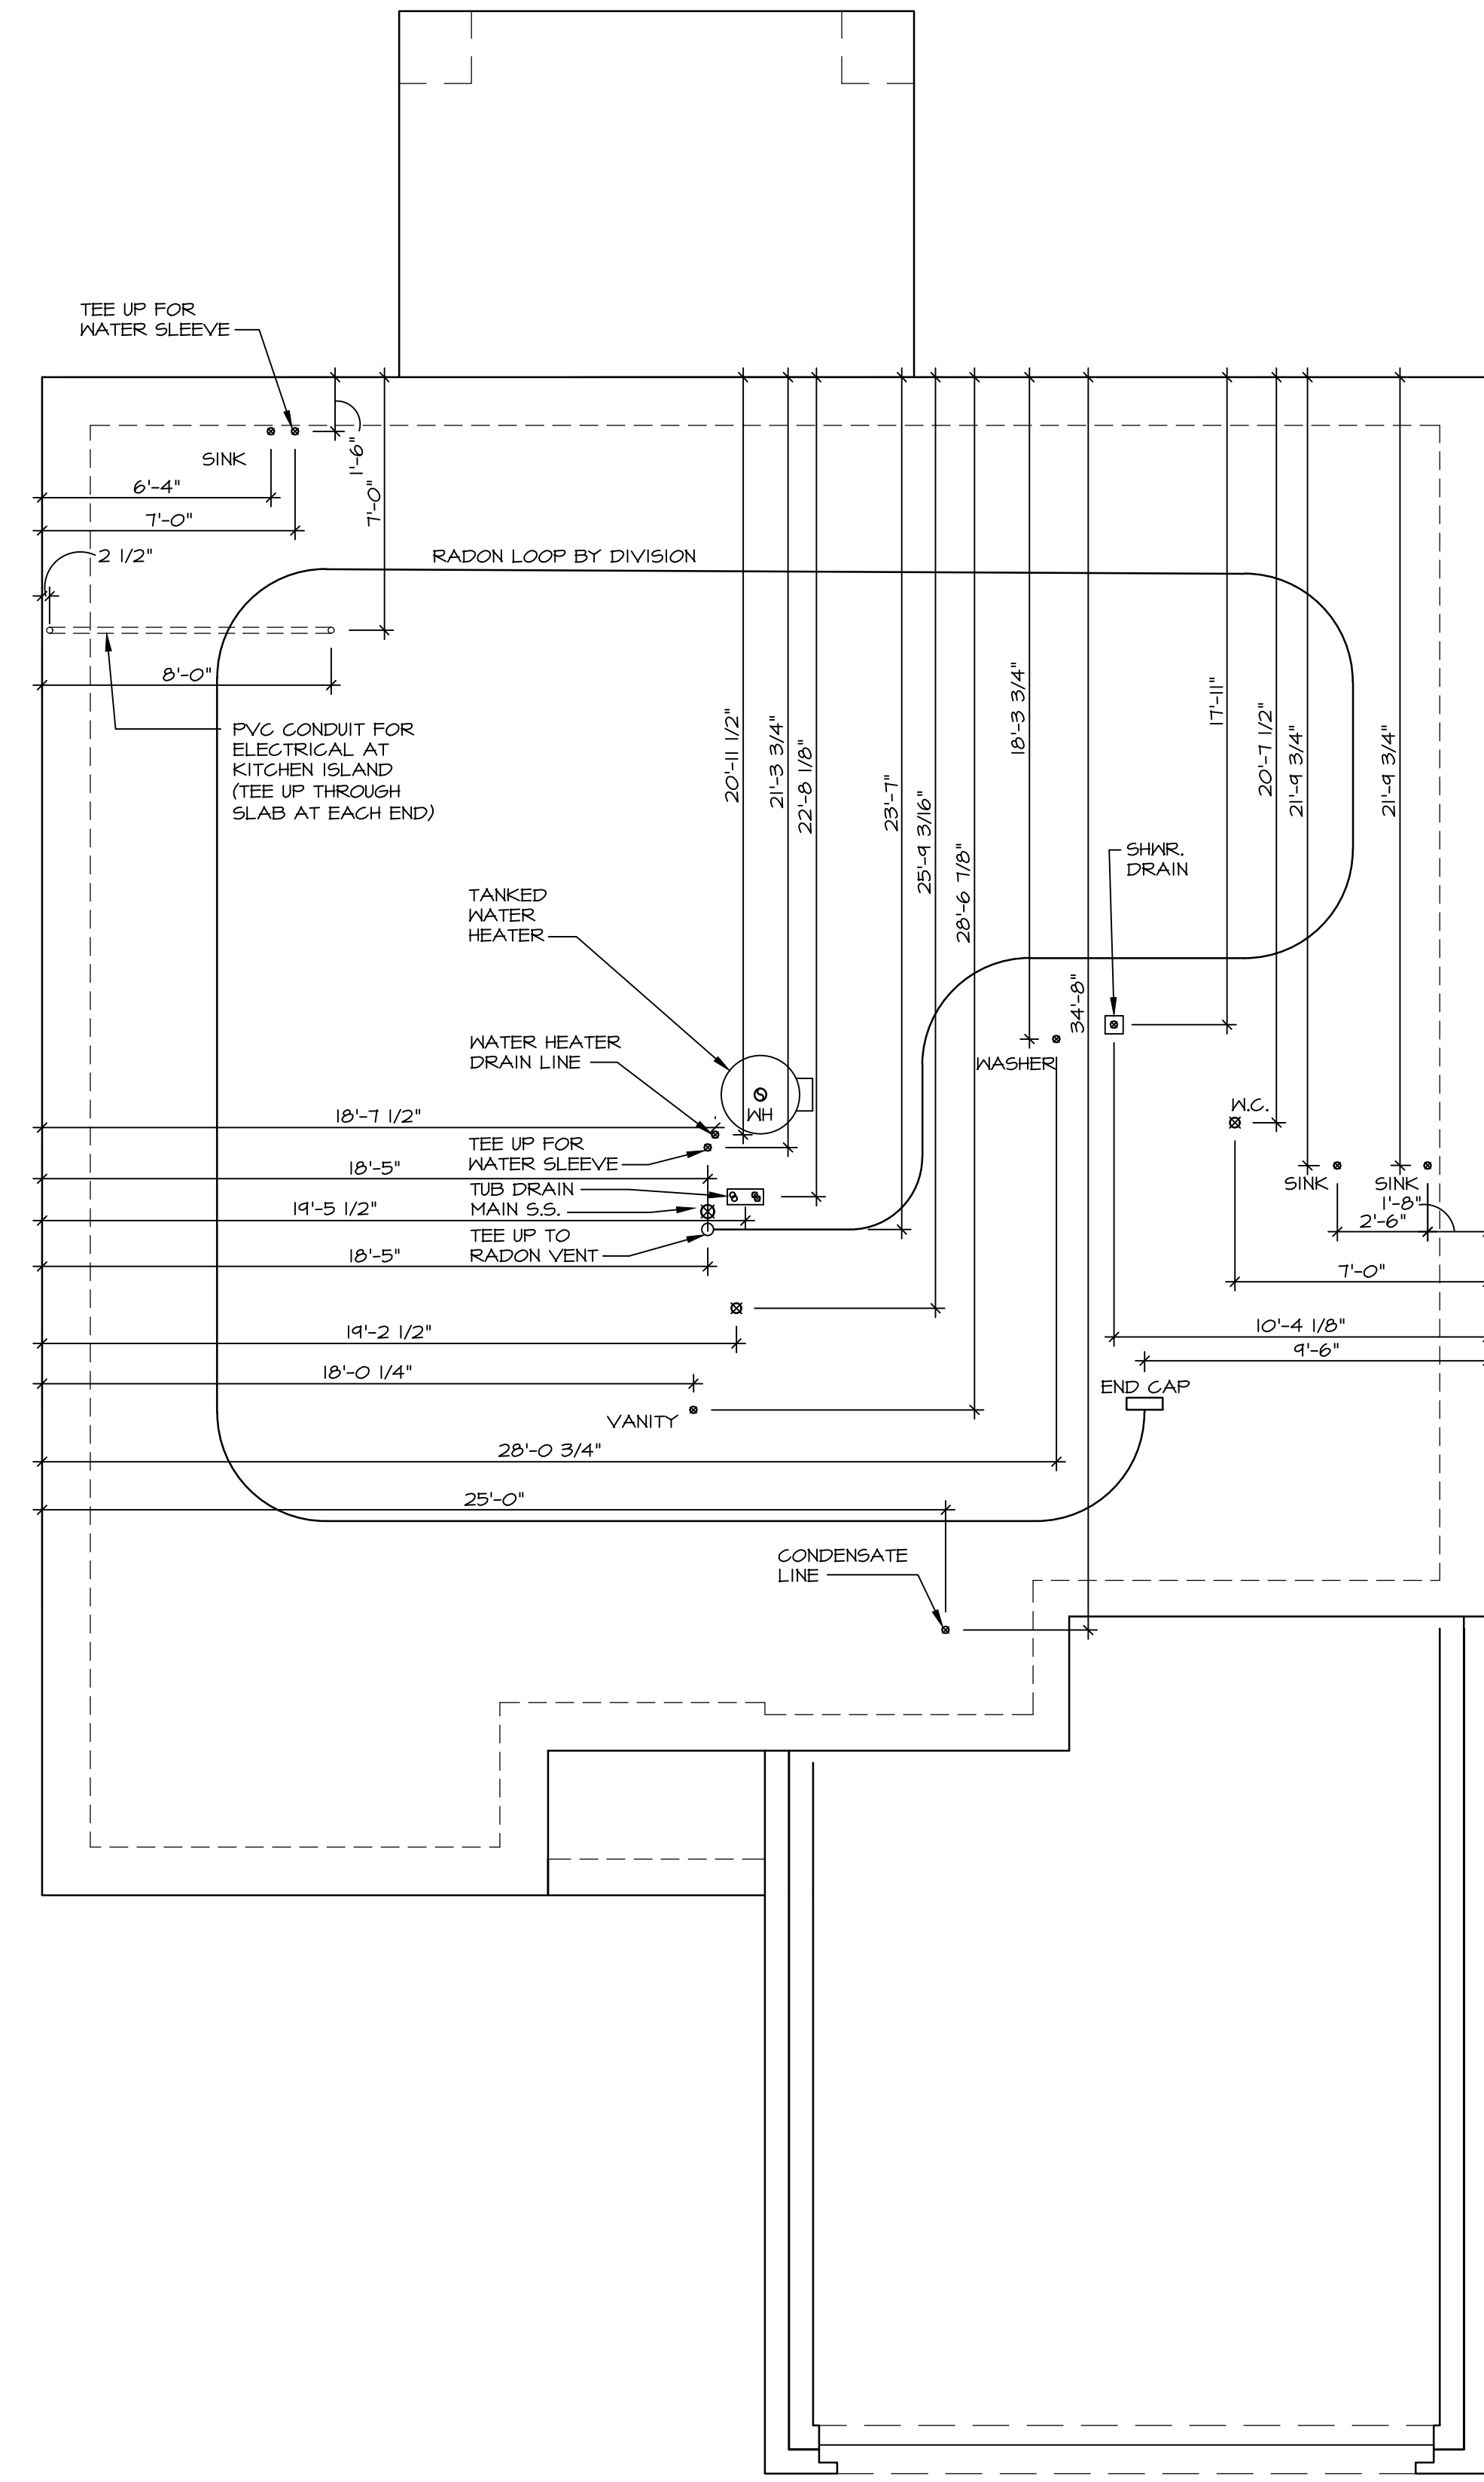 TEE UP FOR
WATER SLEEVE
SINK
6'-4"
7'-0"
1'-6"
7'-0"
2 1/2"
RADON LOOP BY DIVISION
8'-0"
PVC CONDUIT FOR
ELECTRICAL AT
KITCHEN ISLAND
(TEE UP THROUGH
SLAB AT EACH END)
20'-11 1/2"
21'-3 3/4"
22'-8 1/8"
23'-7"
25'-9 3/16"
28'-6 7/8"
18'-3 3/4"
34'-8"
17'-11"
20'-7 1/2"
21'-9 3/4"
21'-9 3/4"
SHWR.
DRAIN
TANKED
WATER
HEATER
WATER HEATER
DRAIN LINE
WH
WASHER
W.C.
18'-7 1/2"
TEE UP FOR
WATER SLEEVE
18'-5"
TUB DRAIN
19'-5 1/2"
MAIN S.S.
TEE UP TO
RADON VENT
18'-5"
SINK
SINK
1'-8"
2'-6"
7'-0"
10'-4 1/8"
9'-6"
END CAP
19'-2 1/2"
18'-0 1/4"
VANITY
28'-0 3/4"
25'-0"
CONDENSATE
LINE